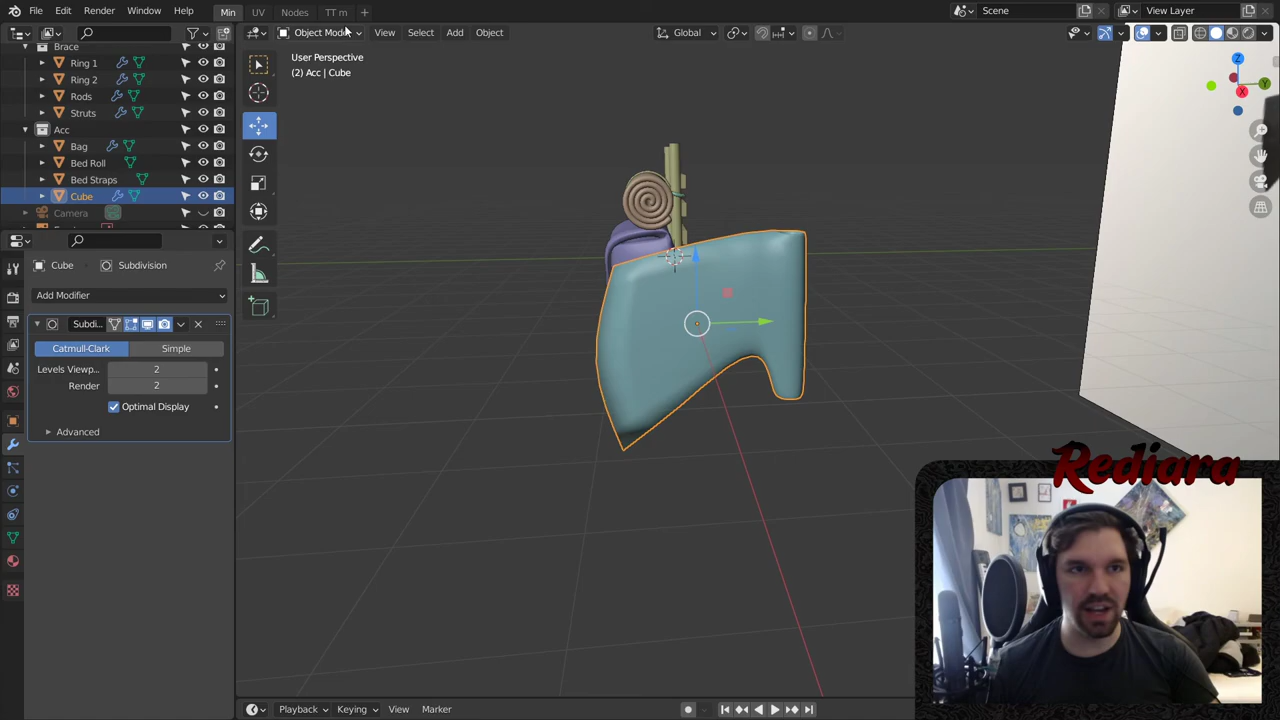 File Edit Render Window Help Min UV Nodes TT m Scene View Layer
Object Mode View Select Add Object Global
Brace
Ring 1
Ring 2
Rods
Struts
Acc
Bag
Bed Roll
Bed Straps
Cube
Camera
User Perspective
(2) Acc | Cube
Z
Y
X
Cube Subdivision
Add Modifier
Subdi...
Catmull-Clark Simple
Levels Viewp... 2
Render 2
Optimal Display
Advanced
Rediara
Playback Keying View Marker